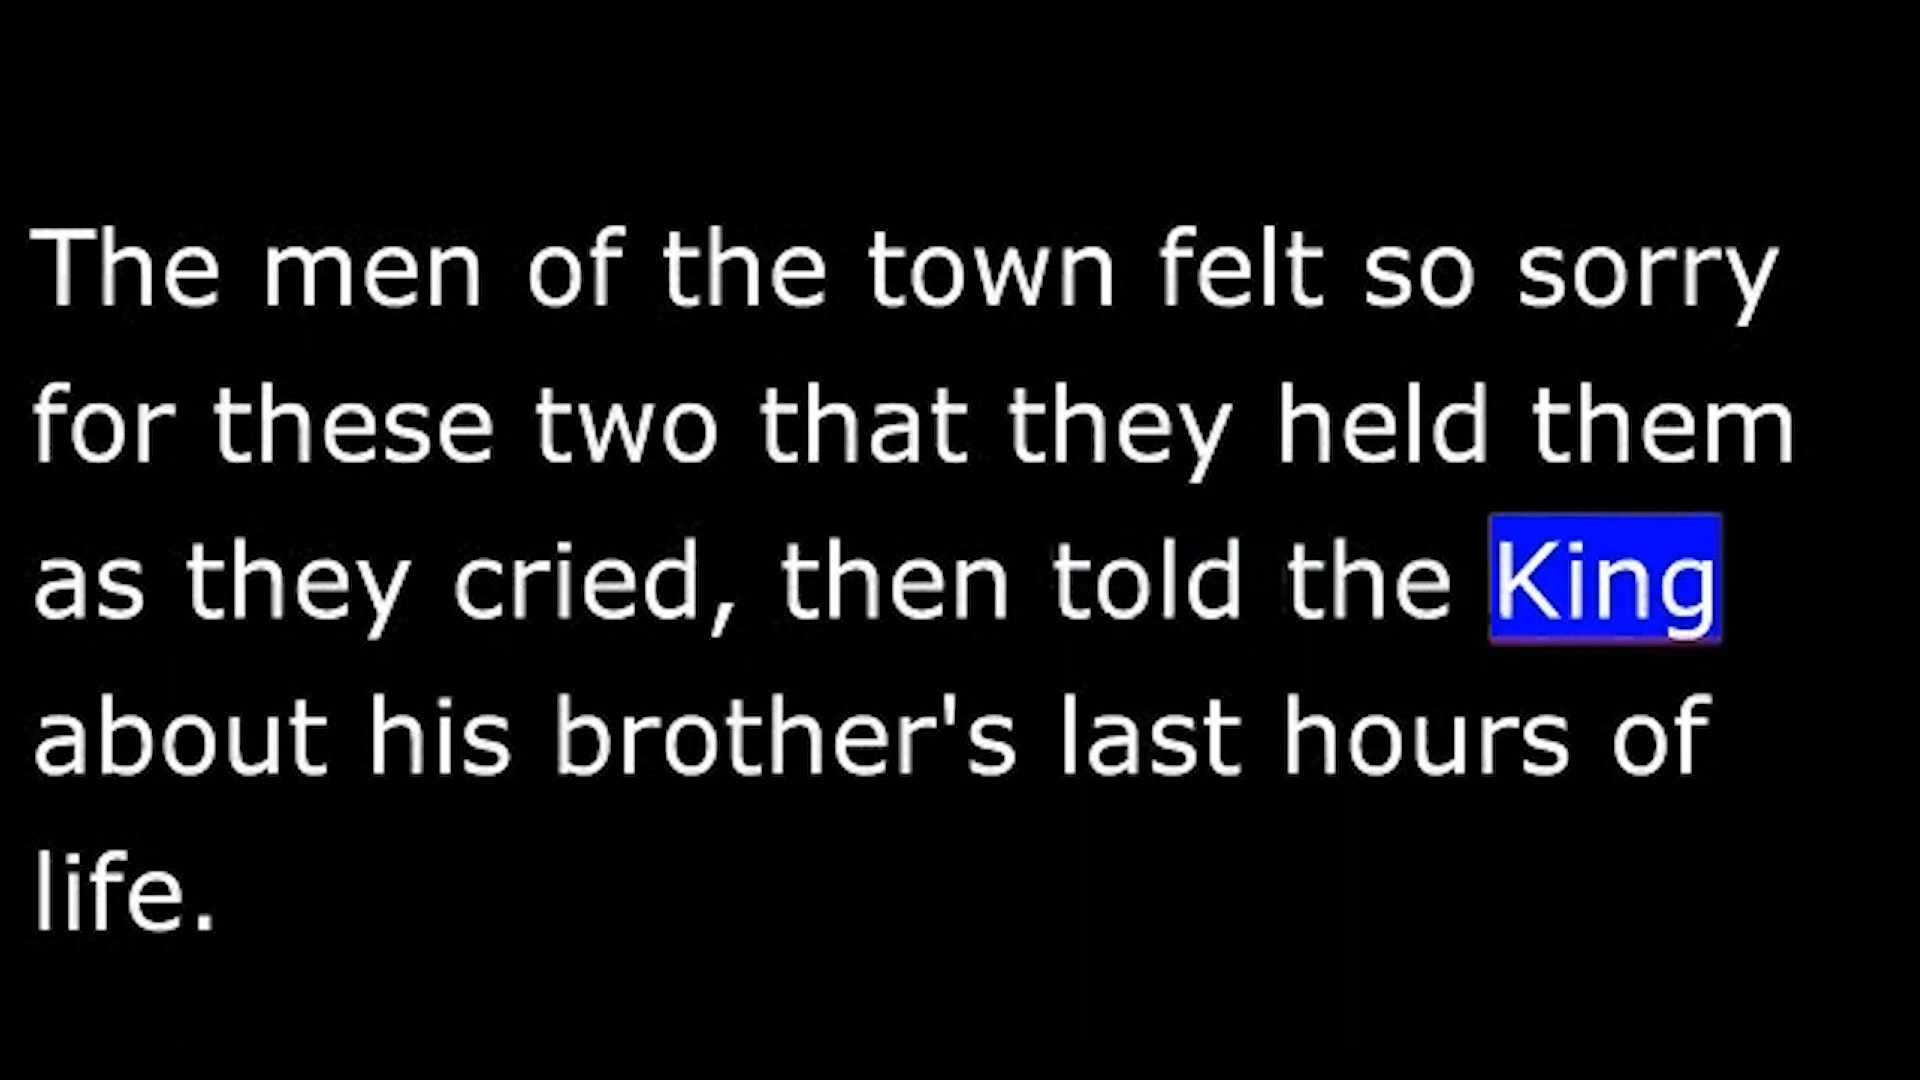 The men of the town felt so sorry
for these two that they held them
as they cried, then told the King
about his brother's last hours of
life.